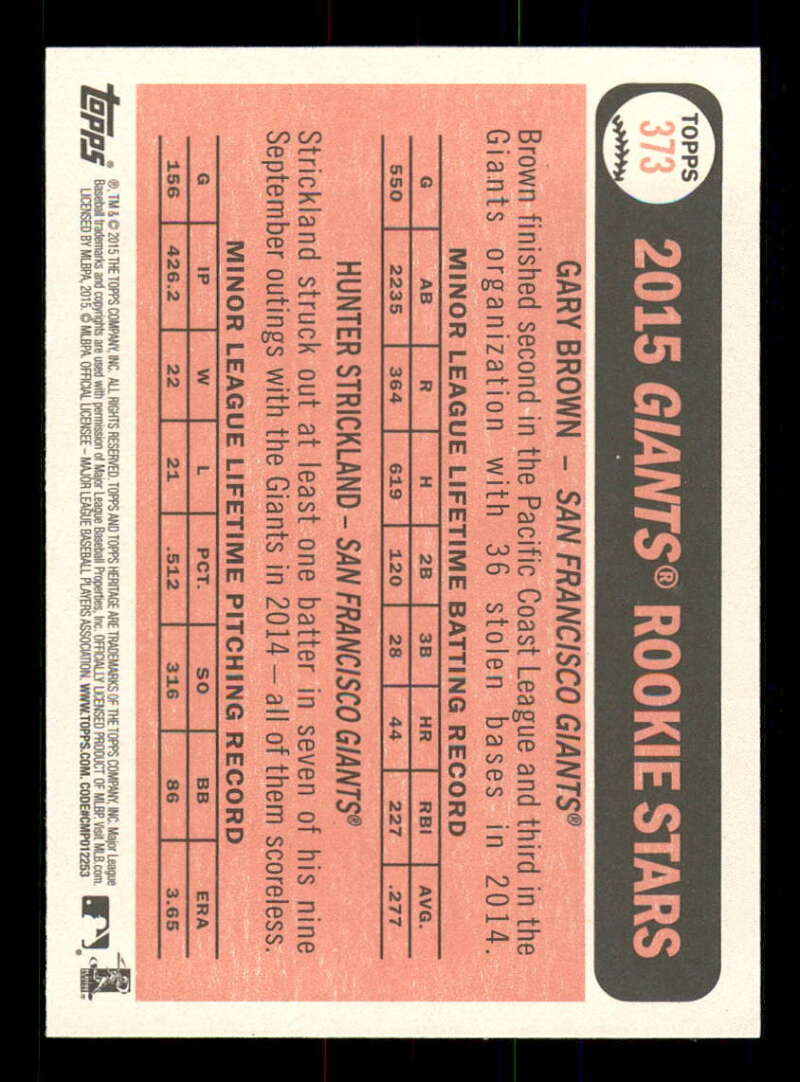 TOPPS
373
2015 GIANTS® ROOKIE STARS
GARY BROWN – SAN FRANCISCO GIANTS®
Brown finished second in the Pacific Coast League and third in the
Giants organization with 36 stolen bases in 2014.
MINOR LEAGUE LIFETIME BATTING RECORD
G AB R H 2B 3B HR RBI AVG.
550 2235 364 619 120 28 44 227 .277
HUNTER STRICKLAND – SAN FRANCISCO GIANTS®
Strickland struck out at least one batter in seven of his nine
September outings with the Giants in 2014 — all of them scoreless.
MINOR LEAGUE LIFETIME PITCHING RECORD
G IP W L PCT. SO BB ERA
156 426.2 22 21 .512 316 86 3.65
topps®
®, TM & © 2015 THE TOPPS COMPANY, INC. ALL RIGHTS RESERVED. TOPPS AND TOPPS HERITAGE ARE TRADEMARKS OF THE TOPPS COMPANY, INC. Major League
Baseball trademarks and copyrights are used with permission of Major League Baseball Properties, Inc. OFFICIALLY LICENSED PRODUCT OF MLBP. Visit MLB.com.
LICENSED BY MLBPA, 2015. © MLBPA. OFFICIAL LICENSEE – MAJOR LEAGUE BASEBALL PLAYERS ASSOCIATION. WWW.TOPPS.COM. CODE#CMP012253